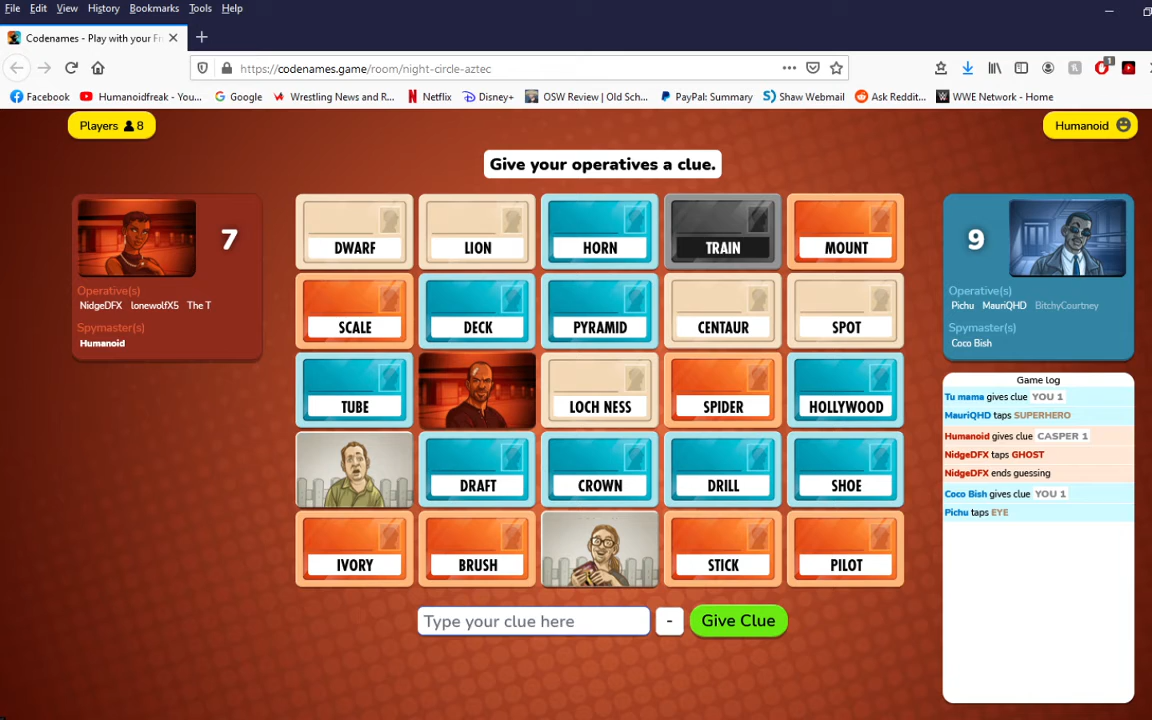 File Edit View History Bookmarks Tools Help
Codenames - Play with your Fri
https://codenames.game/room/night-circle-aztec
Facebook Humanoidfreak - You... Google Wrestling News and R... Netflix Disney+ OSW Review | Old Sch... PayPal: Summary Shaw Webmail Ask Reddit... WWE Network - Home
Players 8
Humanoid
Give your operatives a clue.
7
Operative(s)
NidgeDFX lonewolfX5 The T
Spymaster(s)
Humanoid
DWARF LION HORN TRAIN MOUNT
SCALE DECK PYRAMID CENTAUR SPOT
TUBE LOCH NESS SPIDER HOLLYWOOD
DRAFT CROWN DRILL SHOE
IVORY BRUSH STICK PILOT
Type your clue here - Give Clue
9
Operative(s)
Pichu MauriQHD BitchyCourtney
Spymaster(s)
Coco Bish
Game log
Tu mama gives clue YOU 1
MauriQHD taps SUPERHERO
Humanoid gives clue CASPER 1
NidgeDFX taps GHOST
NidgeDFX ends guessing
Coco Bish gives clue YOU 1
Pichu taps EYE